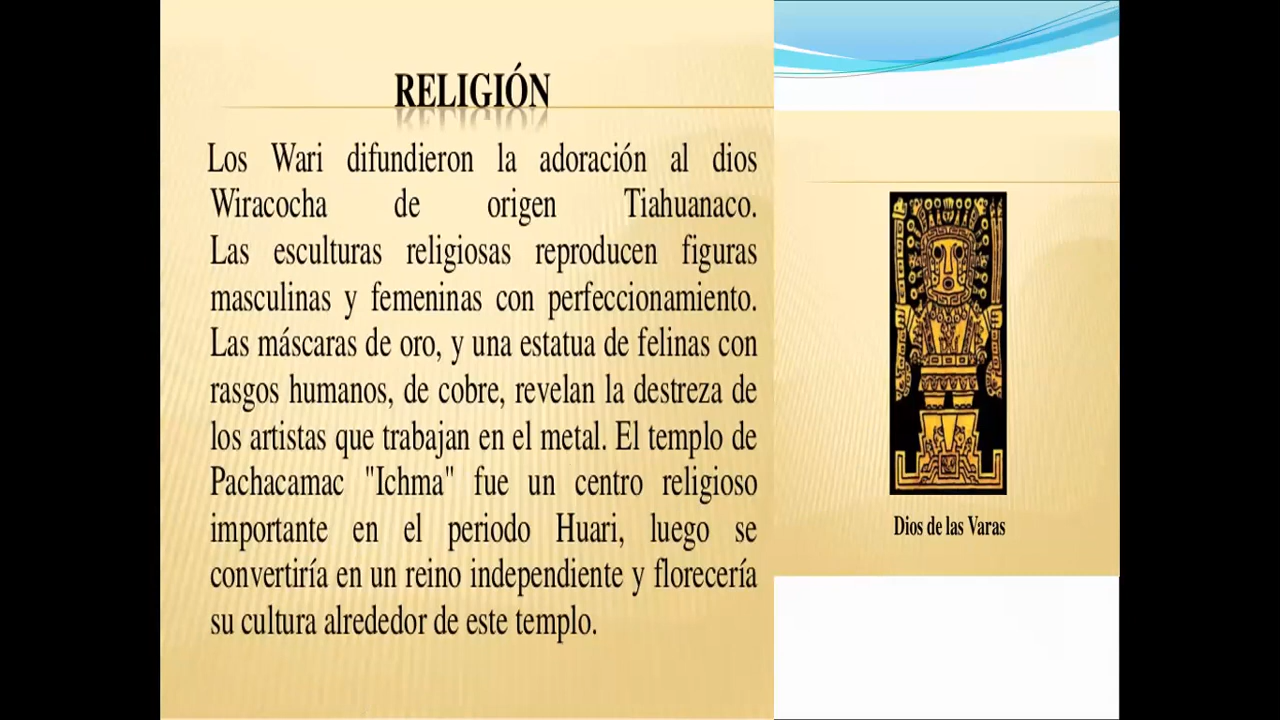 RELIGIÓN
Los Wari difundieron la adoración al dios
Wiracocha de origen Tiahuanaco.
Las esculturas religiosas reproducen figuras
masculinas y femeninas con perfeccionamiento.
Las máscaras de oro, y una estatua de felinas con
rasgos humanos, de cobre, revelan la destreza de
los artistas que trabajan en el metal. El templo de
Pachacamac "Ichma" fue un centro religioso
importante en el periodo Huari, luego se
convertiría en un reino independiente y florecería
su cultura alrededor de este templo.
Dios de las Varas